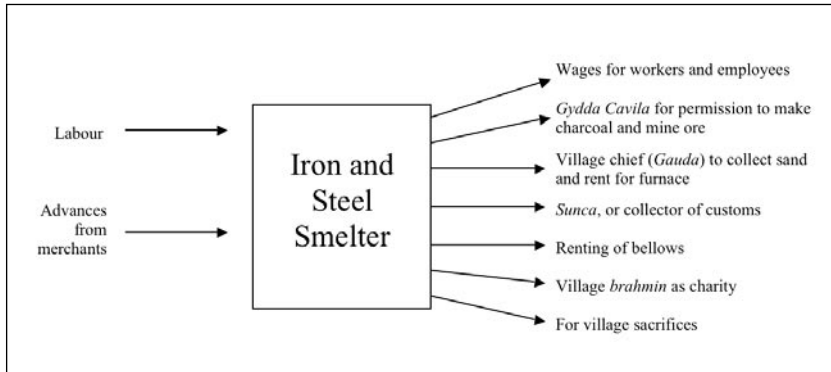 Labour
Advances
from
merchants
Iron and
Steel
Smelter
Wages for workers and employees
Gydda Cavila for permission to make
charcoal and mine ore
Village chief (Gauda) to collect sand
and rent for furnace
Sunca, or collector of customs
Renting of bellows
Village brahmin as charity
For village sacrifices